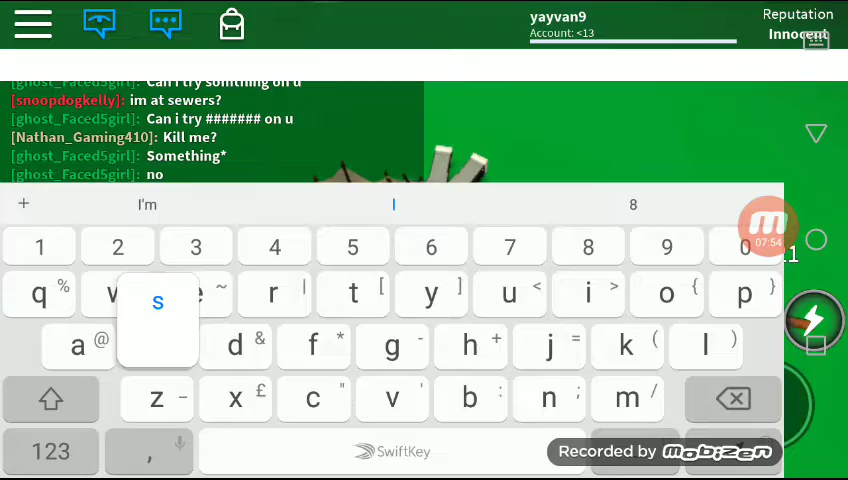 yayvan9
Account: <13
Reputation
Innocent
[ghost_Faced5girl]: Can i try somthing on u
[snoopdogkelly]: im at sewers?
[ghost_Faced5girl]: Can i try ####### on u
[Nathan_Gaming410]: Kill me?
[ghost_Faced5girl]: Something*
[ghost_Faced5girl]: no
+ I'm I 8
07:54
1 2 3 4 5 6 7 8 9 0
q % w e ~ r | t [ y ] u < i > o { p }
a @ s d & f * g - h + j = k ( l )
z _ x £ c " v ' b : n ; m /
123 , SwiftKey
Recorded by mobizen